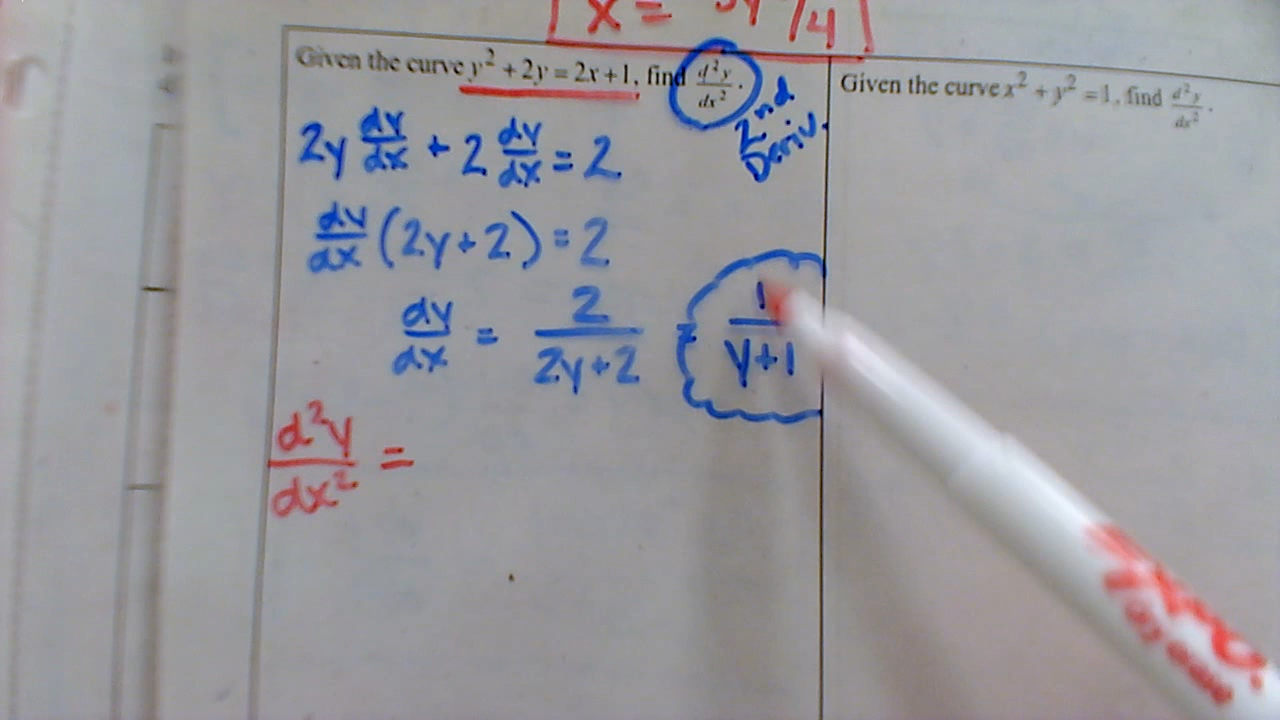 x =
/4
Given the curve y² + 2y = 2x + 1, find d²y/dx².
2nd
Deriv.
2y dy/dx + 2 dy/dx = 2
dy/dx (2y + 2) = 2
dy/dx = 2/(2y + 2) = 1/(y + 1)
d²y/dx² =
Given the curve x² + y² = 1, find d²y/dx².